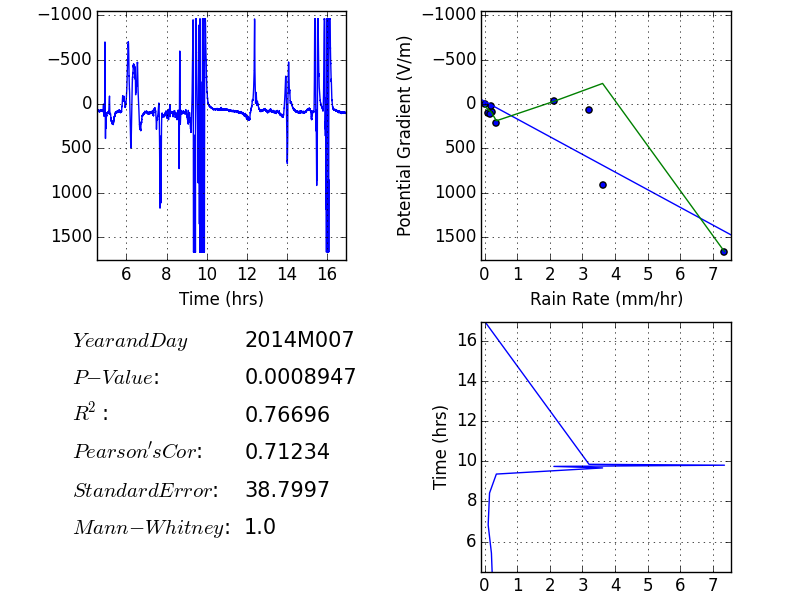 −1000
−500
0
500
1000
1500
6 8 10 12 14 16
Time (hrs)
−1000
−500
0
500
1000
1500
Potential Gradient (V/m)
0 1 2 3 4 5 6 7
Rain Rate (mm/hr)
YearandDay 2014M007
P−Value: 0.0008947
R² : 0.76696
Pearson'sCor: 0.71234
StandardError: 38.7997
Mann−Whitney: 1.0
16
14
12
10
8
6
Time (hrs)
0 1 2 3 4 5 6 7